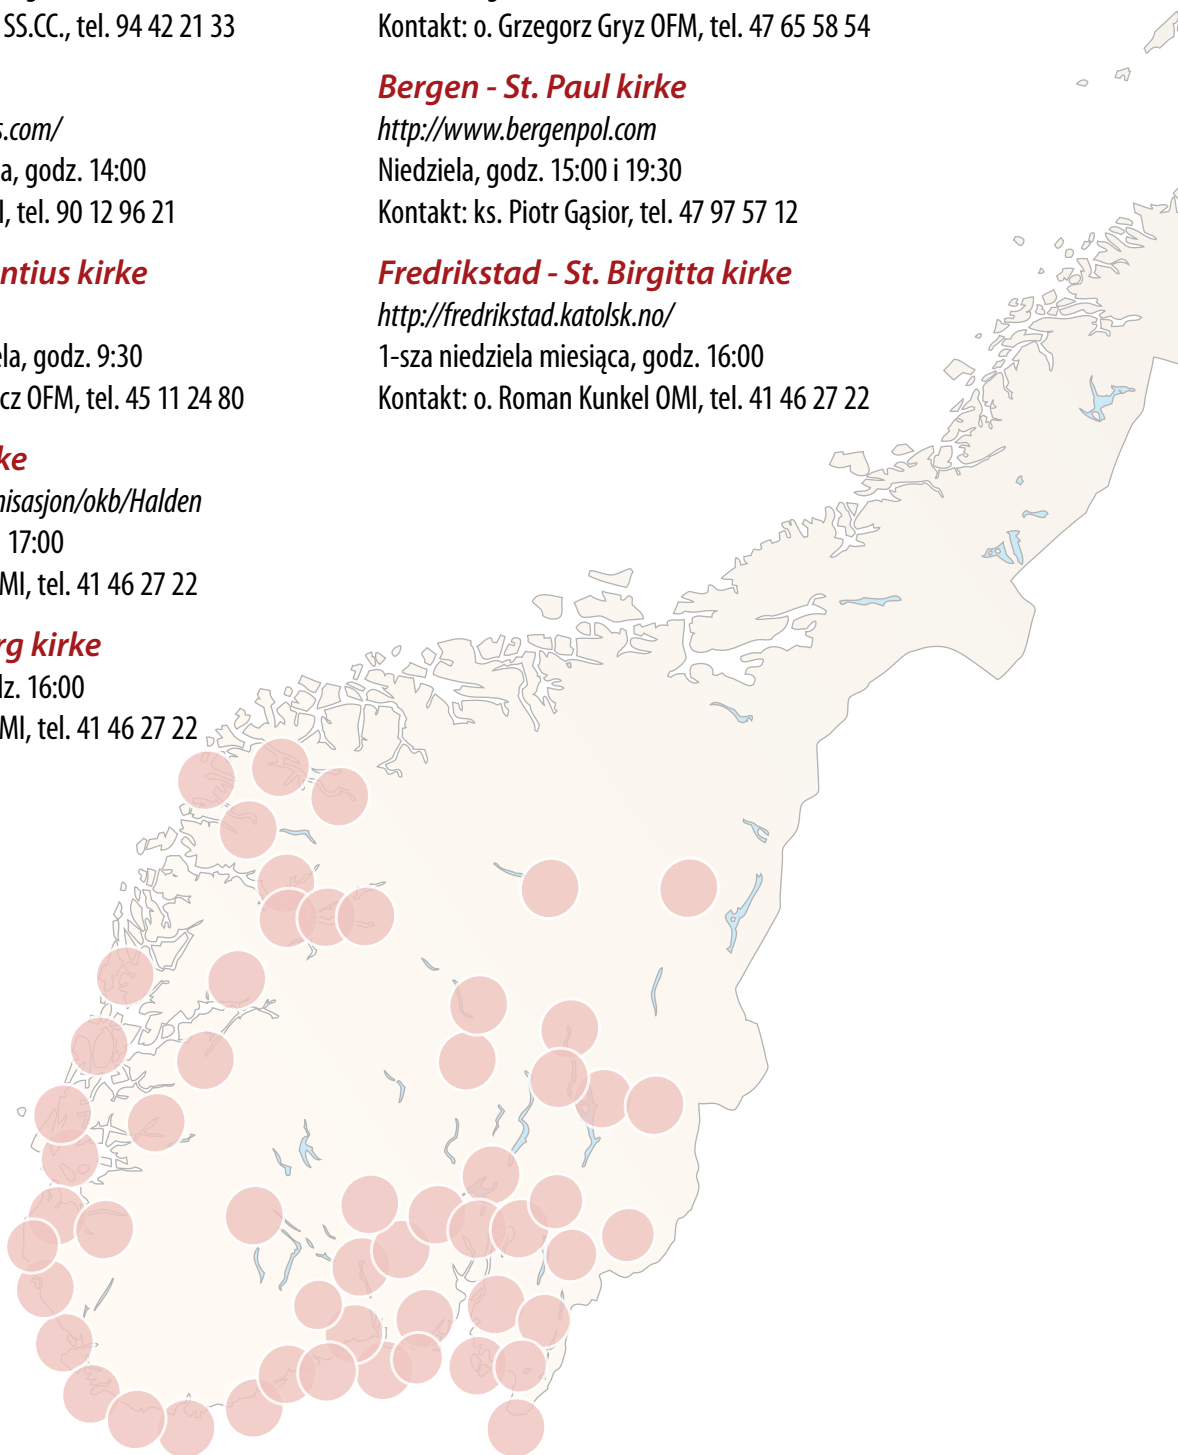 SS.CC., tel. 94 42 21 33
s.com/
a, godz. 14:00
l, tel. 90 12 96 21
ntius kirke
ela, godz. 9:30
cz OFM, tel. 45 11 24 80
ke
nisasjon/okb/Halden
17:00
MI, tel. 41 46 27 22
rg kirke
dz. 16:00
MI, tel. 41 46 27 22
Kontakt: o. Grzegorz Gryz OFM, tel. 47 65 58 54
Bergen - St. Paul kirke
http://www.bergenpol.com
Niedziela, godz. 15:00 i 19:30
Kontakt: ks. Piotr Gąsior, tel. 47 97 57 12
Fredrikstad - St. Birgitta kirke
http://fredrikstad.katolsk.no/
1-sza niedziela miesiąca, godz. 16:00
Kontakt: o. Roman Kunkel OMI, tel. 41 46 27 22